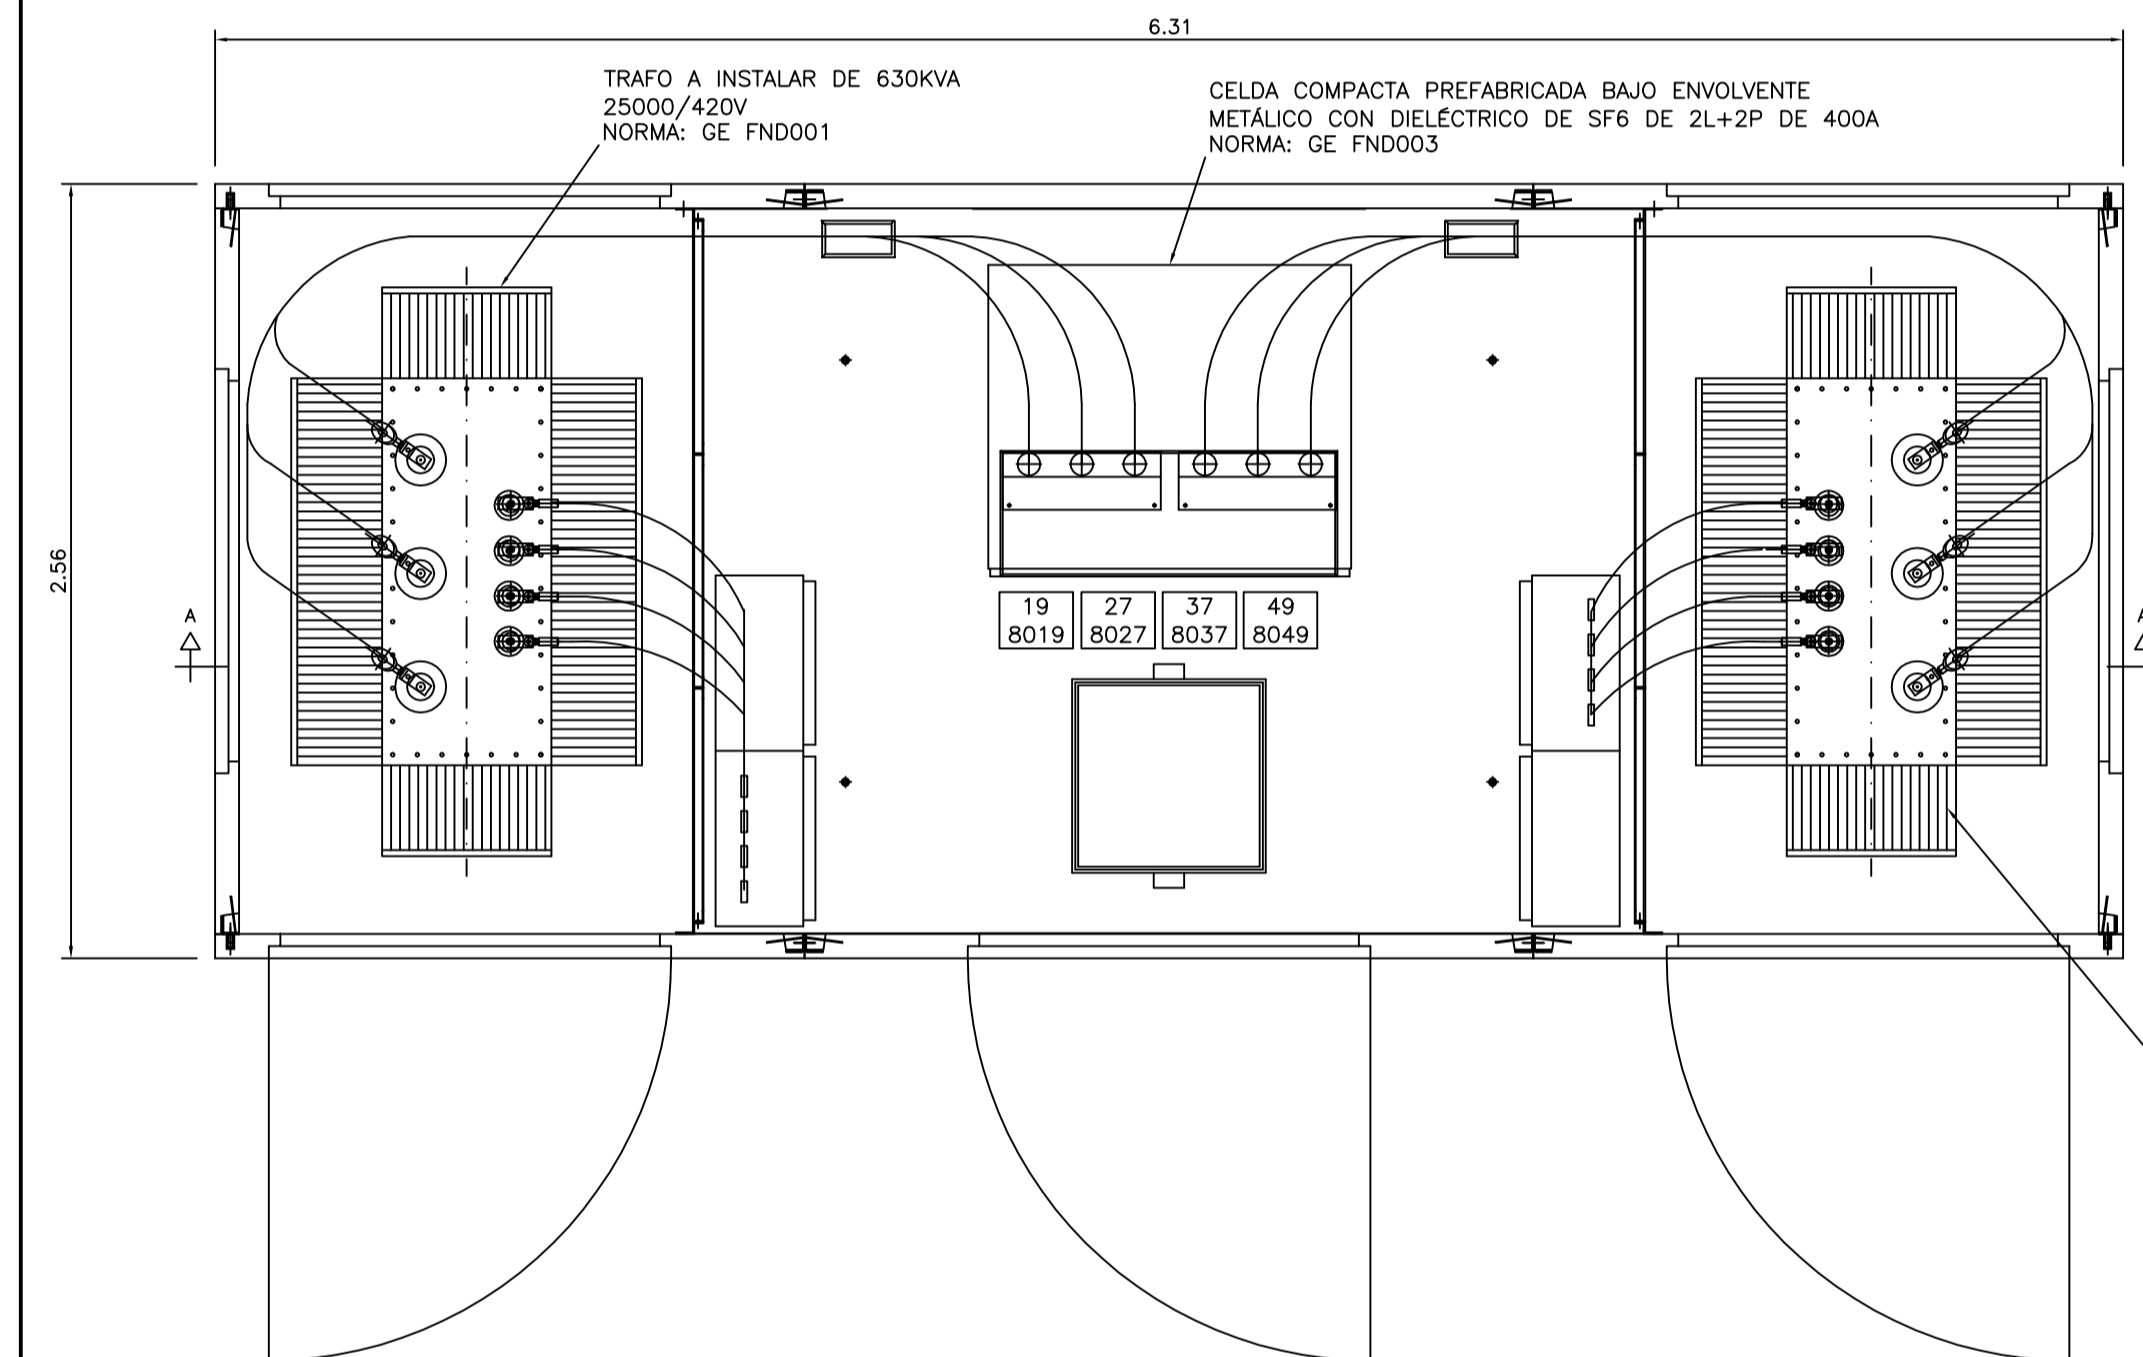 6.31
TRAFO A INSTALAR DE 630KVA
25000/420V
NORMA: GE FND001
CELDA COMPACTA PREFABRICADA BAJO ENVOLVENTE
METÁLICO CON DIELÉCTRICO DE SF6 DE 2L+2P DE 400A
NORMA: GE FND003
2.56
A
A
19
8019
27
8027
37
8037
49
8049